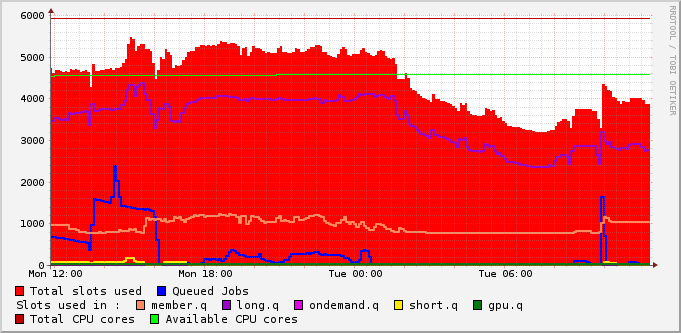 6000
5000
4000
3000
2000
1000
0
Mon 12:00 Mon 18:00 Tue 00:00 Tue 06:00
RRDTOOL / TOBI OETIKER
Total slots used Queued Jobs
Slots used in : member.q long.q ondemand.q short.q gpu.q
Total CPU cores Available CPU cores